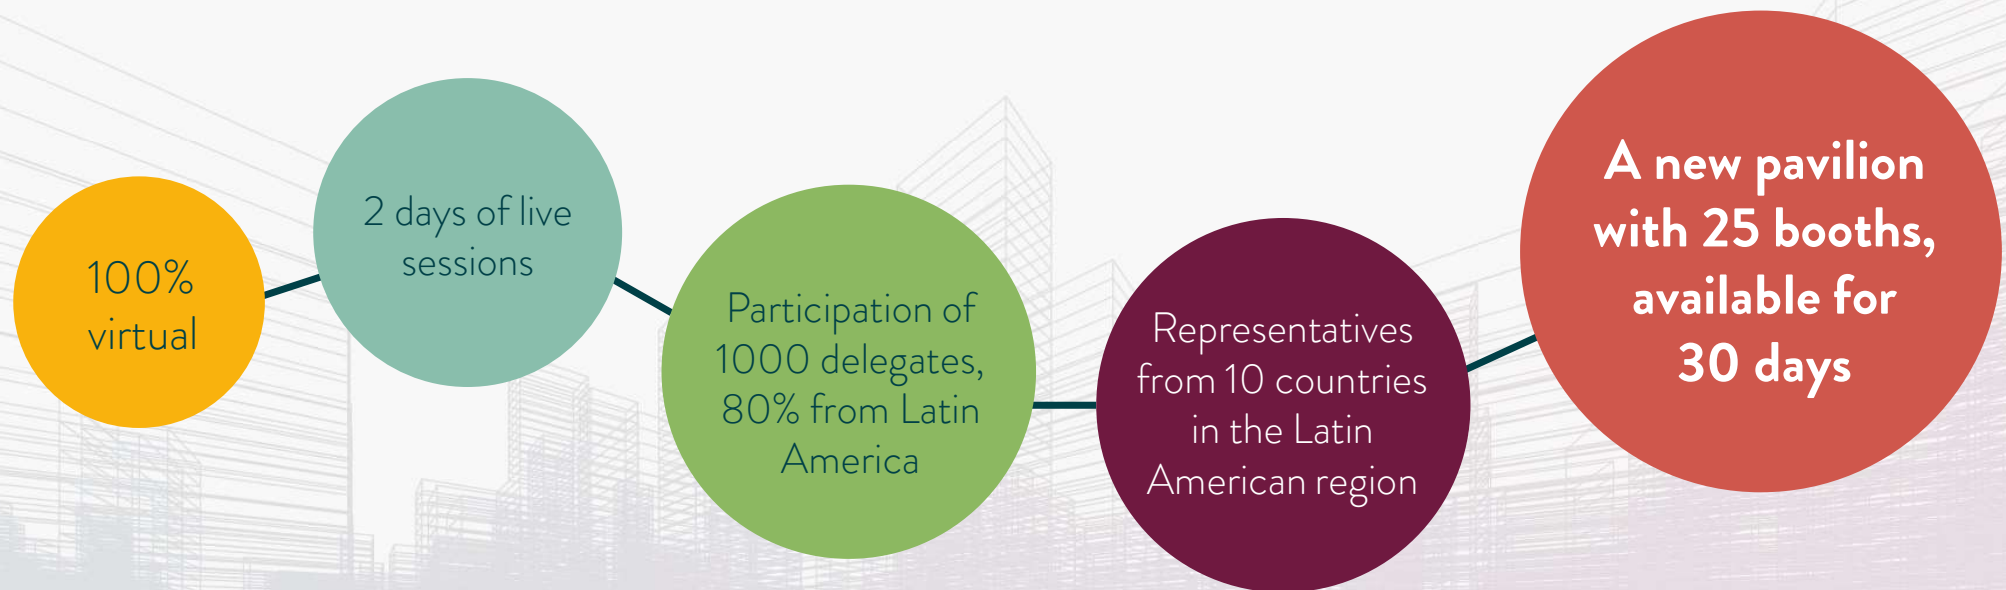 100%
virtual
2 days of live
sessions
Participation of
1000 delegates,
80% from Latin
America
Representatives
from 10 countries
in the Latin
American region
A new pavilion
with 25 booths,
available for
30 days